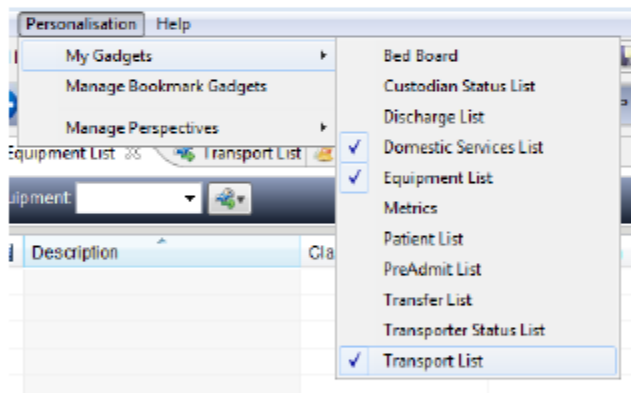 Personalisation Help
My Gadgets
Manage Bookmark Gadgets
Manage Perspectives
Bed Board
Custodian Status List
Discharge List
Domestic Services List
Equipment List
Metrics
Patient List
PreAdmit List
Transfer List
Transporter Status List
Transport List
Equipment List Transport List
uipment
Description Cla